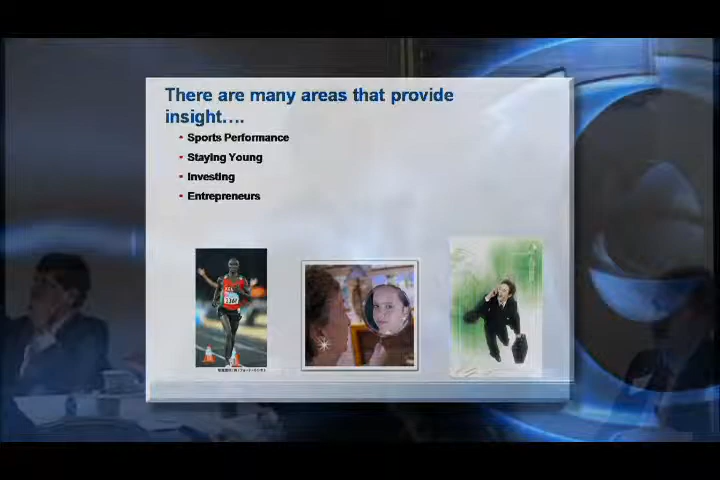 There are many areas that provide
insight....
• Sports Performance
• Staying Young
• Investing
• Entrepreneurs